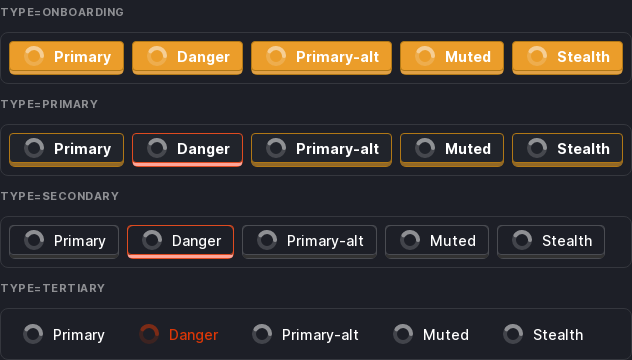 TYPE=ONBOARDING
Primary Danger Primary-alt Muted Stealth
TYPE=PRIMARY
Primary Danger Primary-alt Muted Stealth
TYPE=SECONDARY
Primary Danger Primary-alt Muted Stealth
TYPE=TERTIARY
Primary Danger Primary-alt Muted Stealth